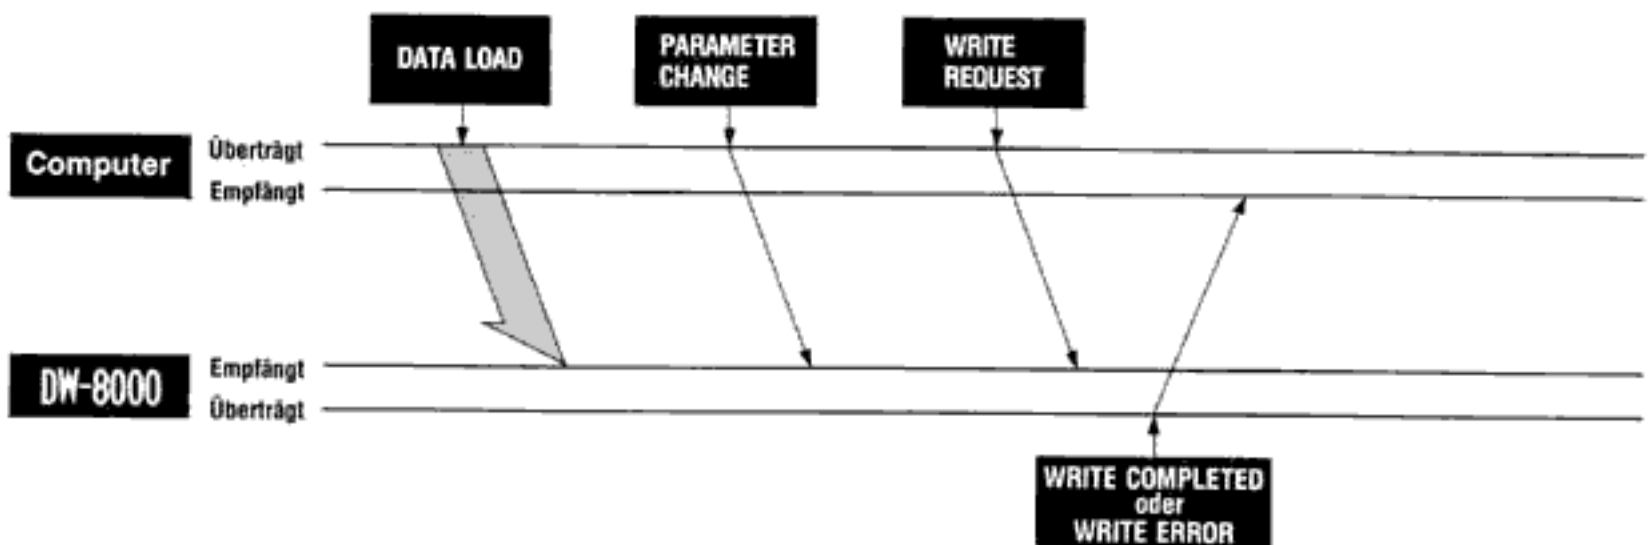 DATA LOAD
PARAMETER
CHANGE
WRITE
REQUEST
Computer
Überträgt
Empfängt
DW-8000
Empfängt
Überträgt
WRITE COMPLETED
oder
WRITE ERROR